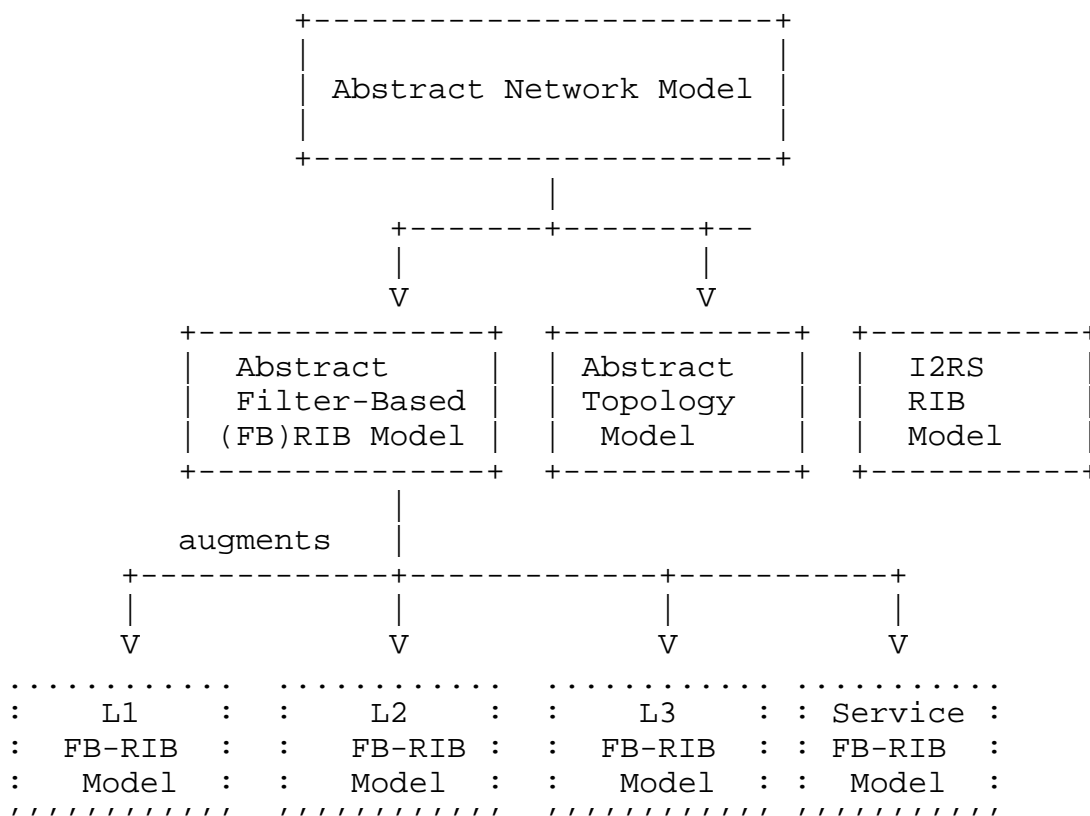 Abstract Network Model
V V
Abstract Abstract I2RS
Filter-Based Topology RIB
(FB)RIB Model Model Model
augments
V V V V
L1 L2 L3 Service
FB-RIB FB-RIB FB-RIB FB-RIB
Model Model Model Model